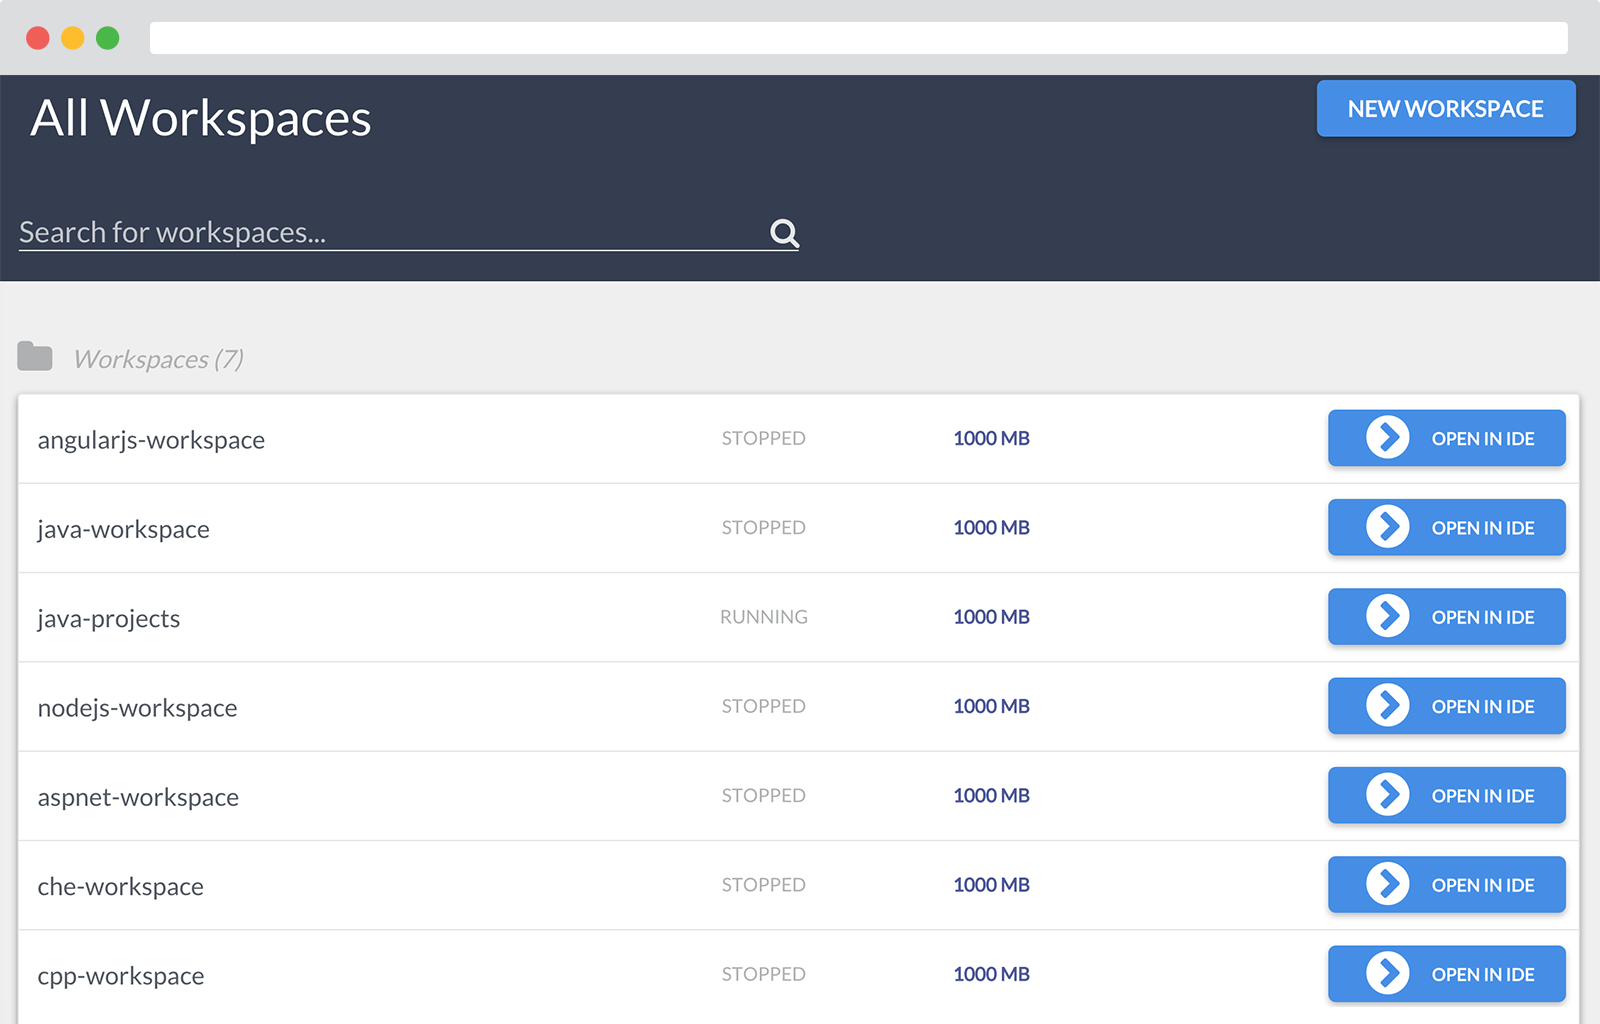 All Workspaces
NEW WORKSPACE
Search for workspaces...
Workspaces (7)
angularjs-workspace STOPPED 1000 MB OPEN IN IDE
java-workspace STOPPED 1000 MB OPEN IN IDE
java-projects RUNNING 1000 MB OPEN IN IDE
nodejs-workspace STOPPED 1000 MB OPEN IN IDE
aspnet-workspace STOPPED 1000 MB OPEN IN IDE
che-workspace STOPPED 1000 MB OPEN IN IDE
cpp-workspace STOPPED 1000 MB OPEN IN IDE